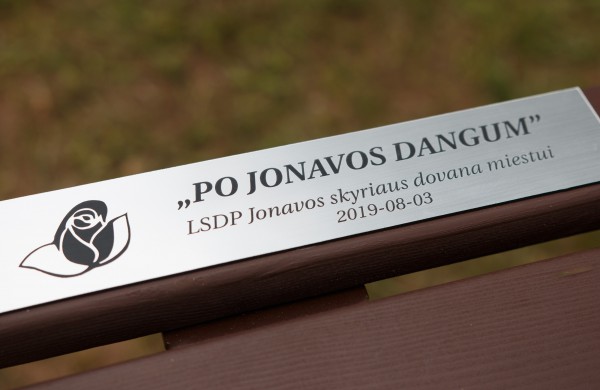 „PO JONAVOS DANGUM”
LSDP Jonavos skyriaus dovana miestui
2019-08-03